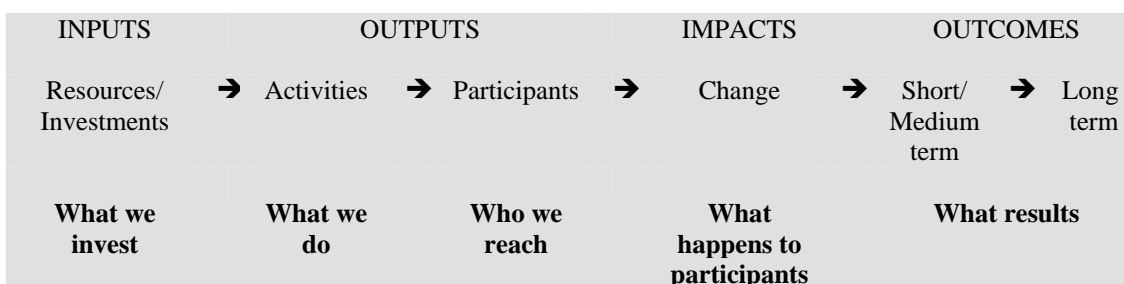 INPUTS OUTPUTS IMPACTS OUTCOMES
Resources/ ➔ Activities ➔ Participants ➔ Change ➔ Short/ ➔ Long
Investments Medium term
term
What we What we Who we What What results
invest do reach happens to
participants